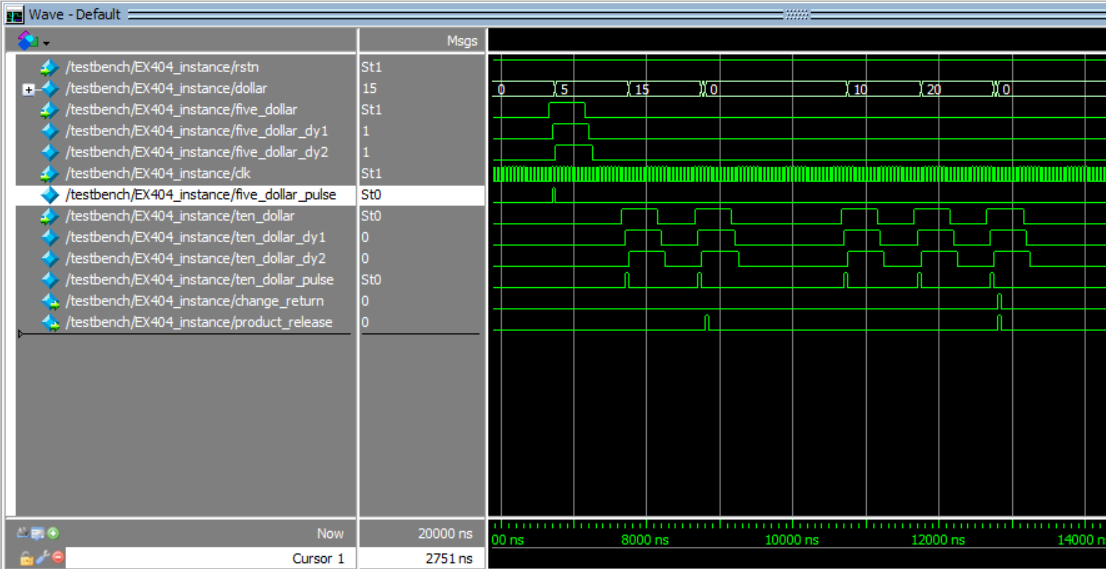 Wave - Default
Msgs
/testbench/EX404_instance/rstn St1
/testbench/EX404_instance/dollar 15 0 5 15 0 10 20 0
/testbench/EX404_instance/five_dollar St1
/testbench/EX404_instance/five_dollar_dy1 1
/testbench/EX404_instance/five_dollar_dy2 1
/testbench/EX404_instance/clk St1
/testbench/EX404_instance/five_dollar_pulse St0
/testbench/EX404_instance/ten_dollar St0
/testbench/EX404_instance/ten_dollar_dy1 0
/testbench/EX404_instance/ten_dollar_dy2 0
/testbench/EX404_instance/ten_dollar_pulse St0
/testbench/EX404_instance/change_return 0
/testbench/EX404_instance/product_release 0
Now 20000 ns 00 ns 8000 ns 10000 ns 12000 ns 14000 n
Cursor 1 2751 ns